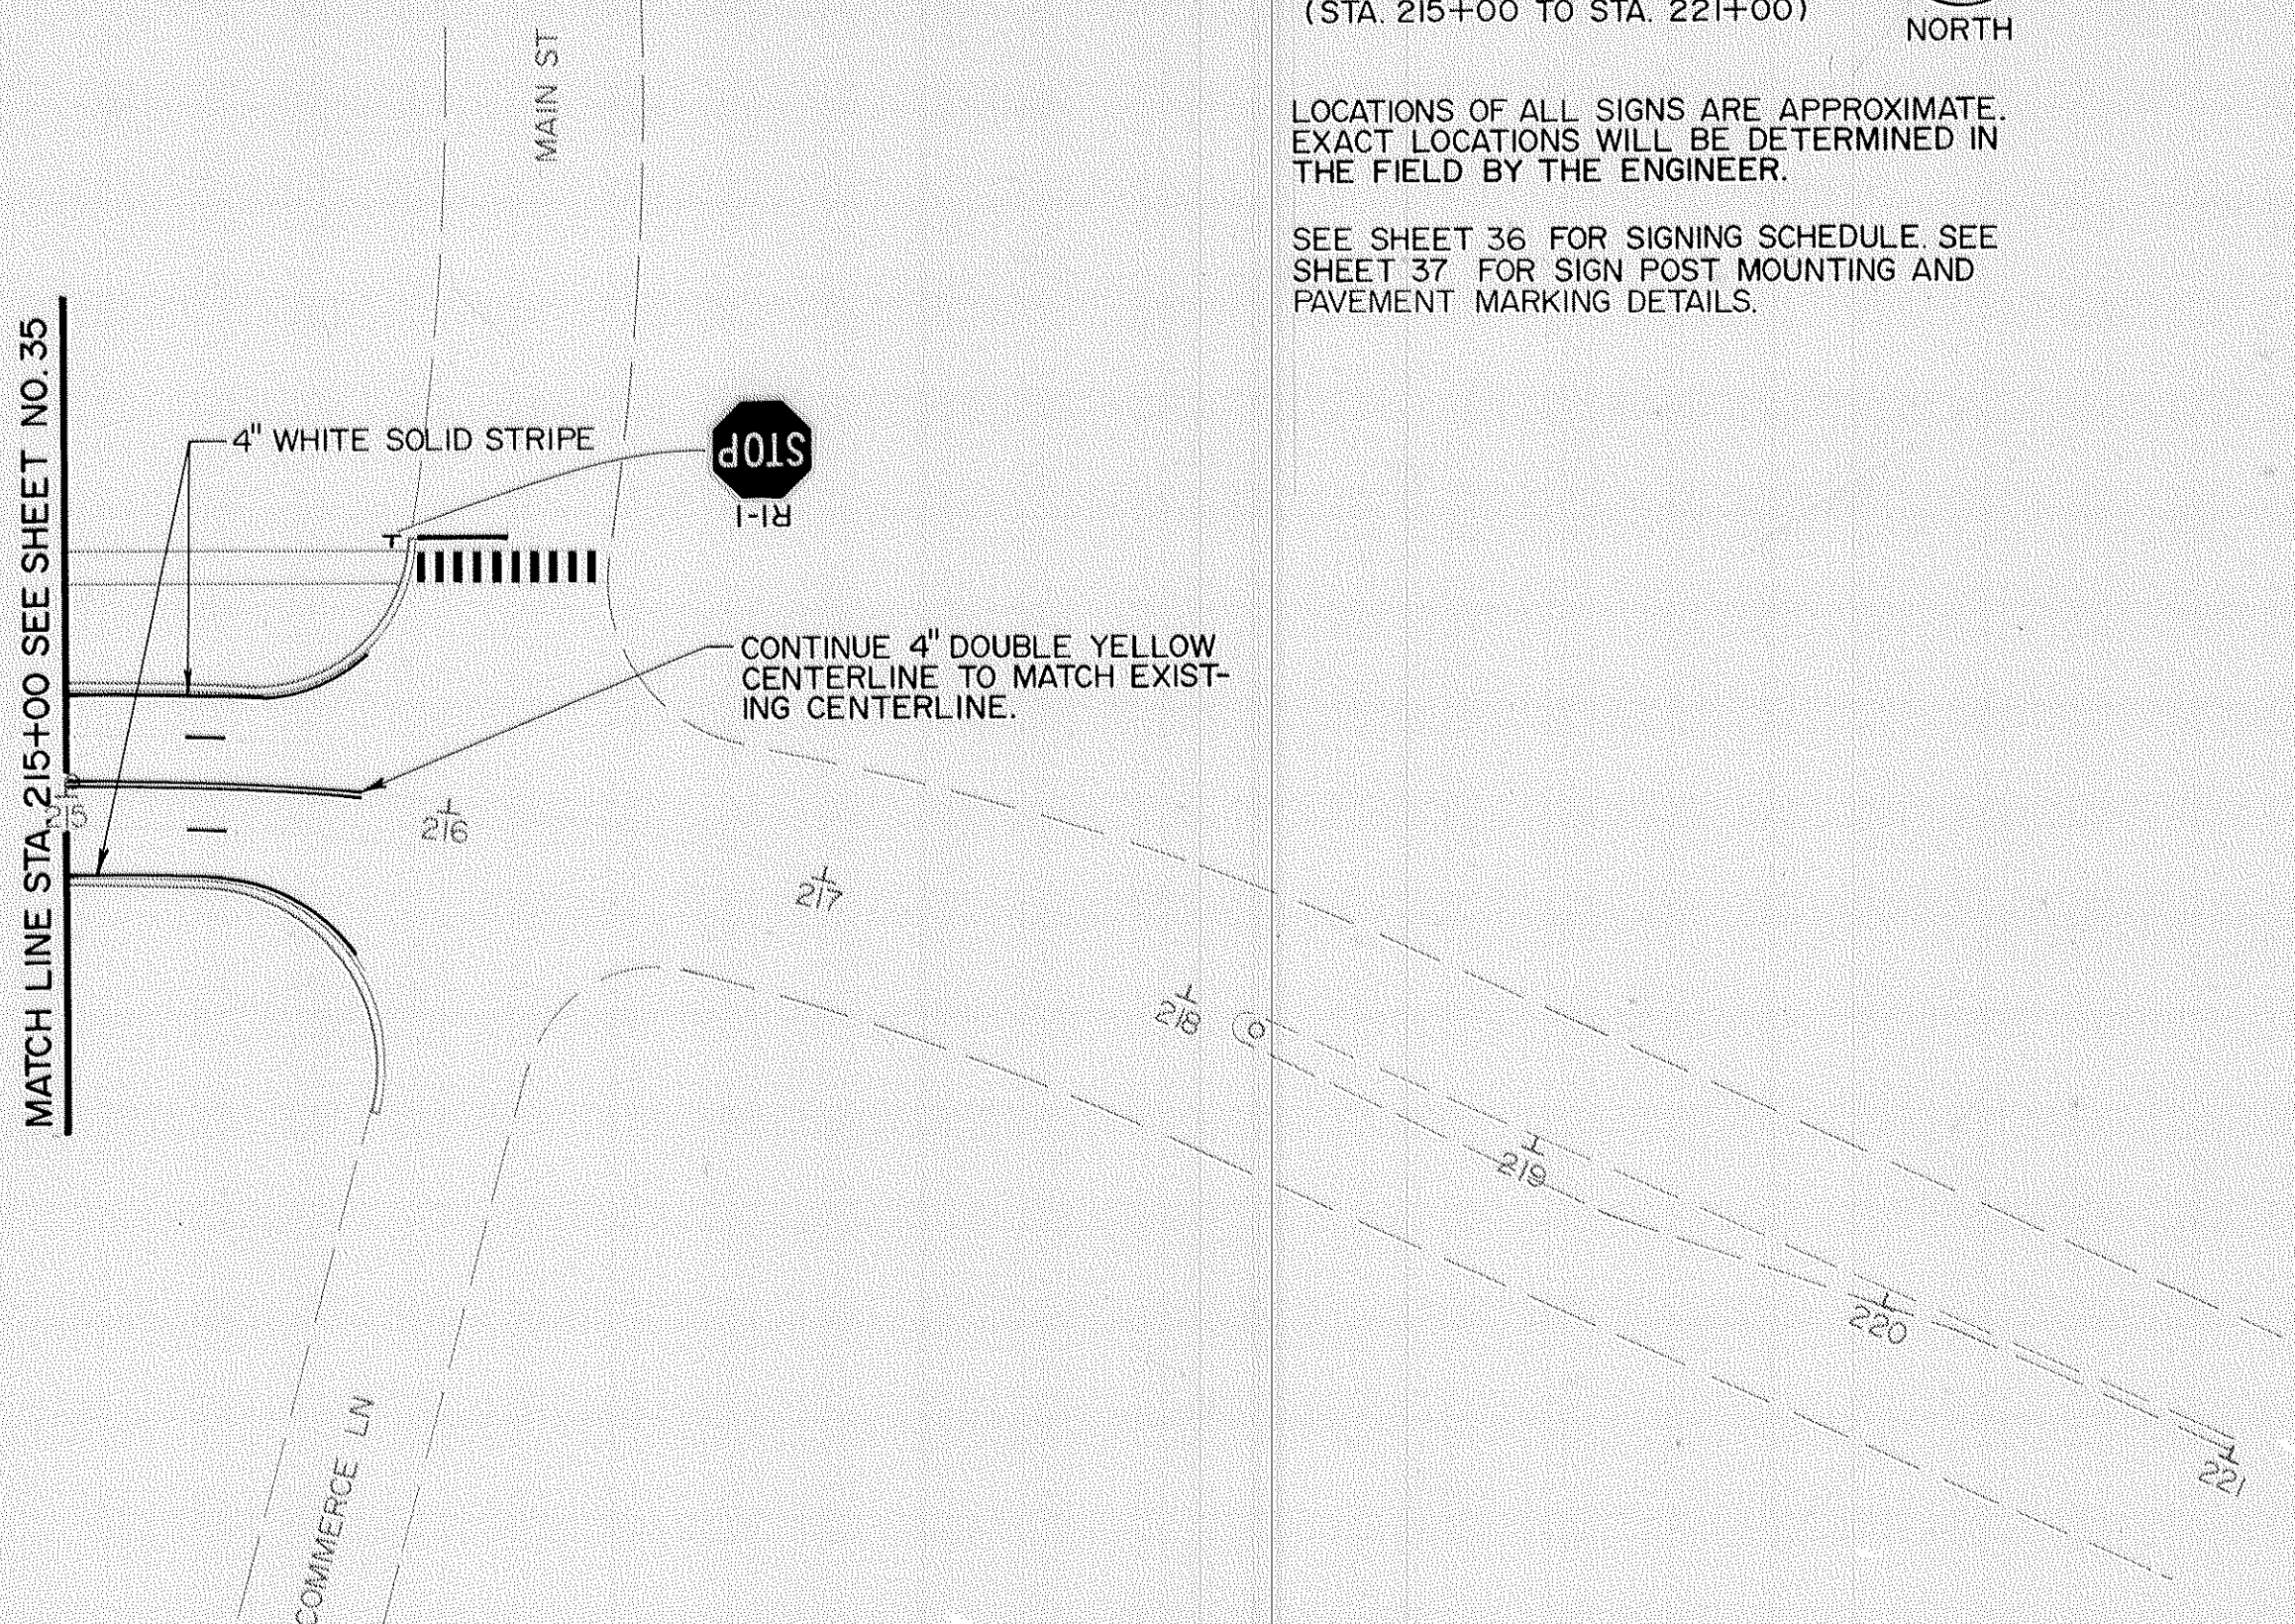 (STA. 215+00 TO STA. 221+00)
NORTH
MAIN ST
LOCATIONS OF ALL SIGNS ARE APPROXIMATE.
EXACT LOCATIONS WILL BE DETERMINED IN
THE FIELD BY THE ENGINEER.
SEE SHEET 36 FOR SIGNING SCHEDULE. SEE
SHEET 37 FOR SIGN POST MOUNTING AND
PAVEMENT MARKING DETAILS.
MATCH LINE STA. 215+00 SEE SHEET NO. 35
4" WHITE SOLID STRIPE
STOP
R1-1
CONTINUE 4" DOUBLE YELLOW
CENTERLINE TO MATCH EXIST-
ING CENTERLINE.
215
216
217
218
219
220
221
COMMERCE LN